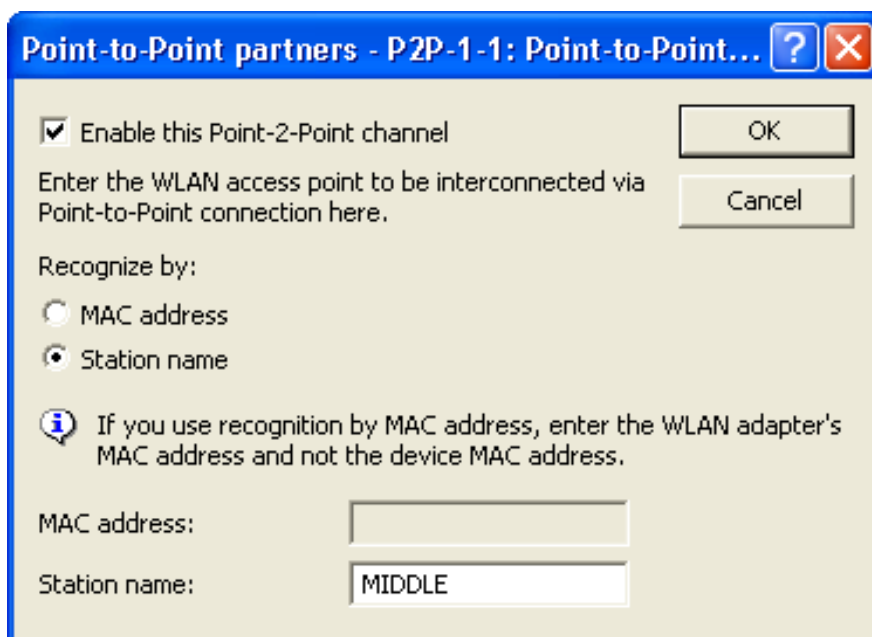 Point-to-Point partners - P2P-1-1: Point-to-Point...
Enable this Point-2-Point channel
OK
Enter the WLAN access point to be interconnected via
Point-to-Point connection here.
Cancel
Recognize by:
MAC address
Station name
If you use recognition by MAC address, enter the WLAN adapter's
MAC address and not the device MAC address.
MAC address:
Station name: MIDDLE